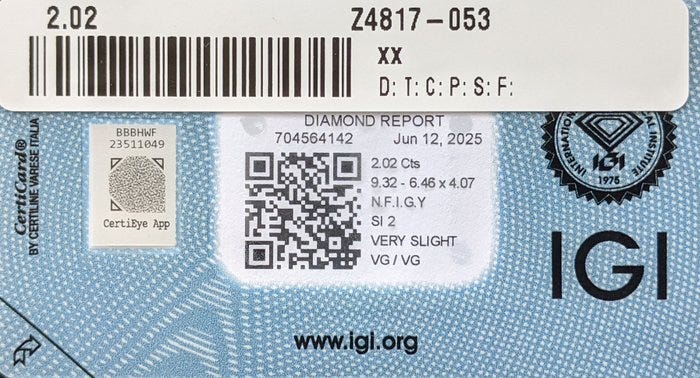 2.02
Z4817-053
XX
D: T: C: P: S: F:
DIAMOND REPORT
704564142 Jun 12, 2025
2.02 Cts
9.32 - 6.46 x 4.07
N.F.I.G.Y
SI 2
VERY SLIGHT
VG / VG
BBBHWF
23511049
CertiEye App
CertiCard®
BY CERTILINE VARESE ITALIA
IGI
1975
IGI
www.igi.org